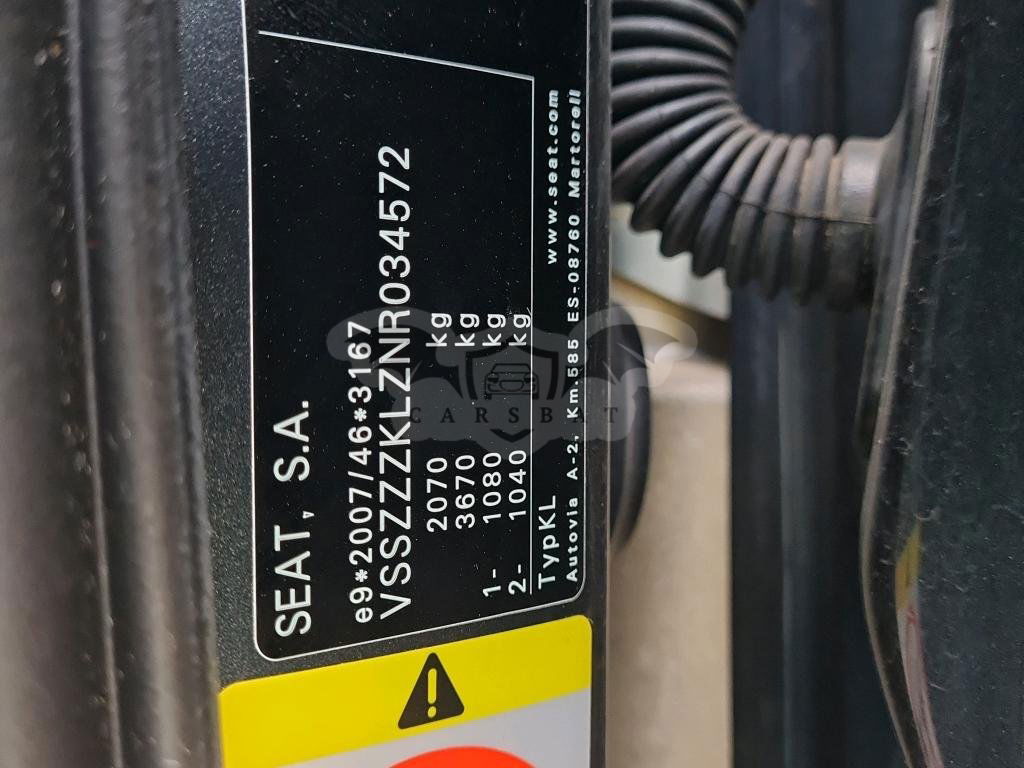 SEAT, S.A.
e9*2007/46*3167
VSSZZZKLZNR034572
2070 kg
3670 kg
1- 1080 kg
2- 1040 kg
TypKL
www.seat.com
Autovia A-2, Km.585 ES-08760 Martorell
CARSBAT